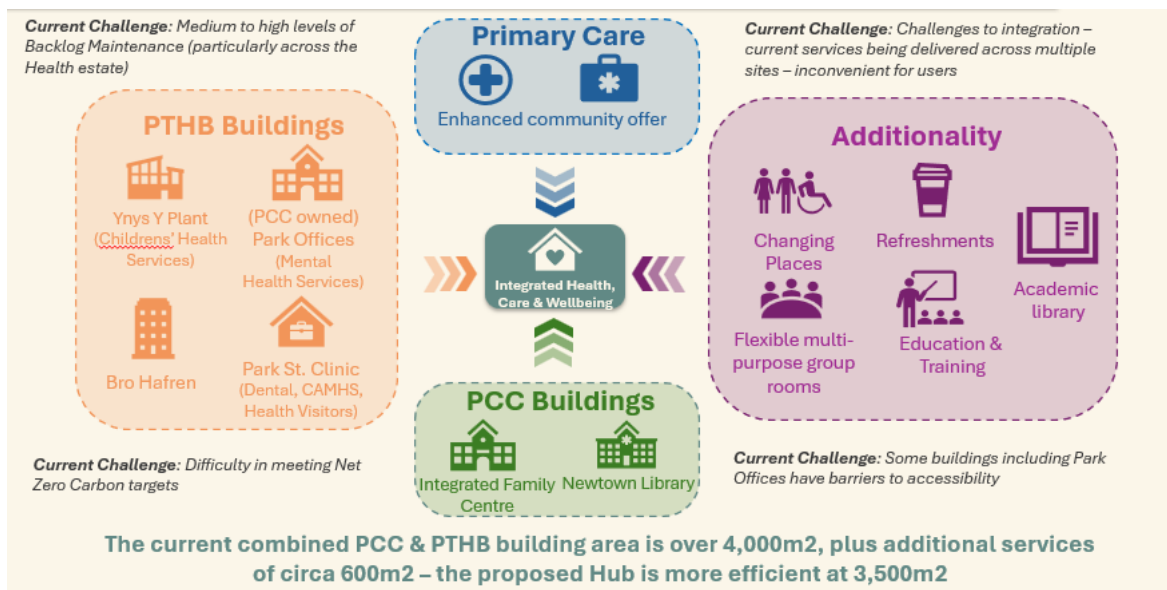 Current Challenge: Medium to high levels of
Backlog Maintenance (particularly across the
Health estate)
Primary Care
Enhanced community offer
Current Challenge: Challenges to integration –
current services being delivered across multiple
sites – inconvenient for users
PTHB Buildings
Ynys Y Plant
(Childrens' Health
Services)
(PCC owned)
Park Offices
(Mental
Health Services)
Bro Hafren
Park St. Clinic
(Dental, CAMHS,
Health Visitors)
Integrated Health,
Care & Wellbeing
Additionality
Changing
Places
Refreshments
Academic
library
Flexible multi-
purpose group
rooms
Education &
Training
PCC Buildings
Integrated Family
Centre
Newtown Library
Current Challenge: Difficulty in meeting Net
Zero Carbon targets
Current Challenge: Some buildings including Park
Offices have barriers to accessibility
The current combined PCC & PTHB building area is over 4,000m2, plus additional services
of circa 600m2 – the proposed Hub is more efficient at 3,500m2